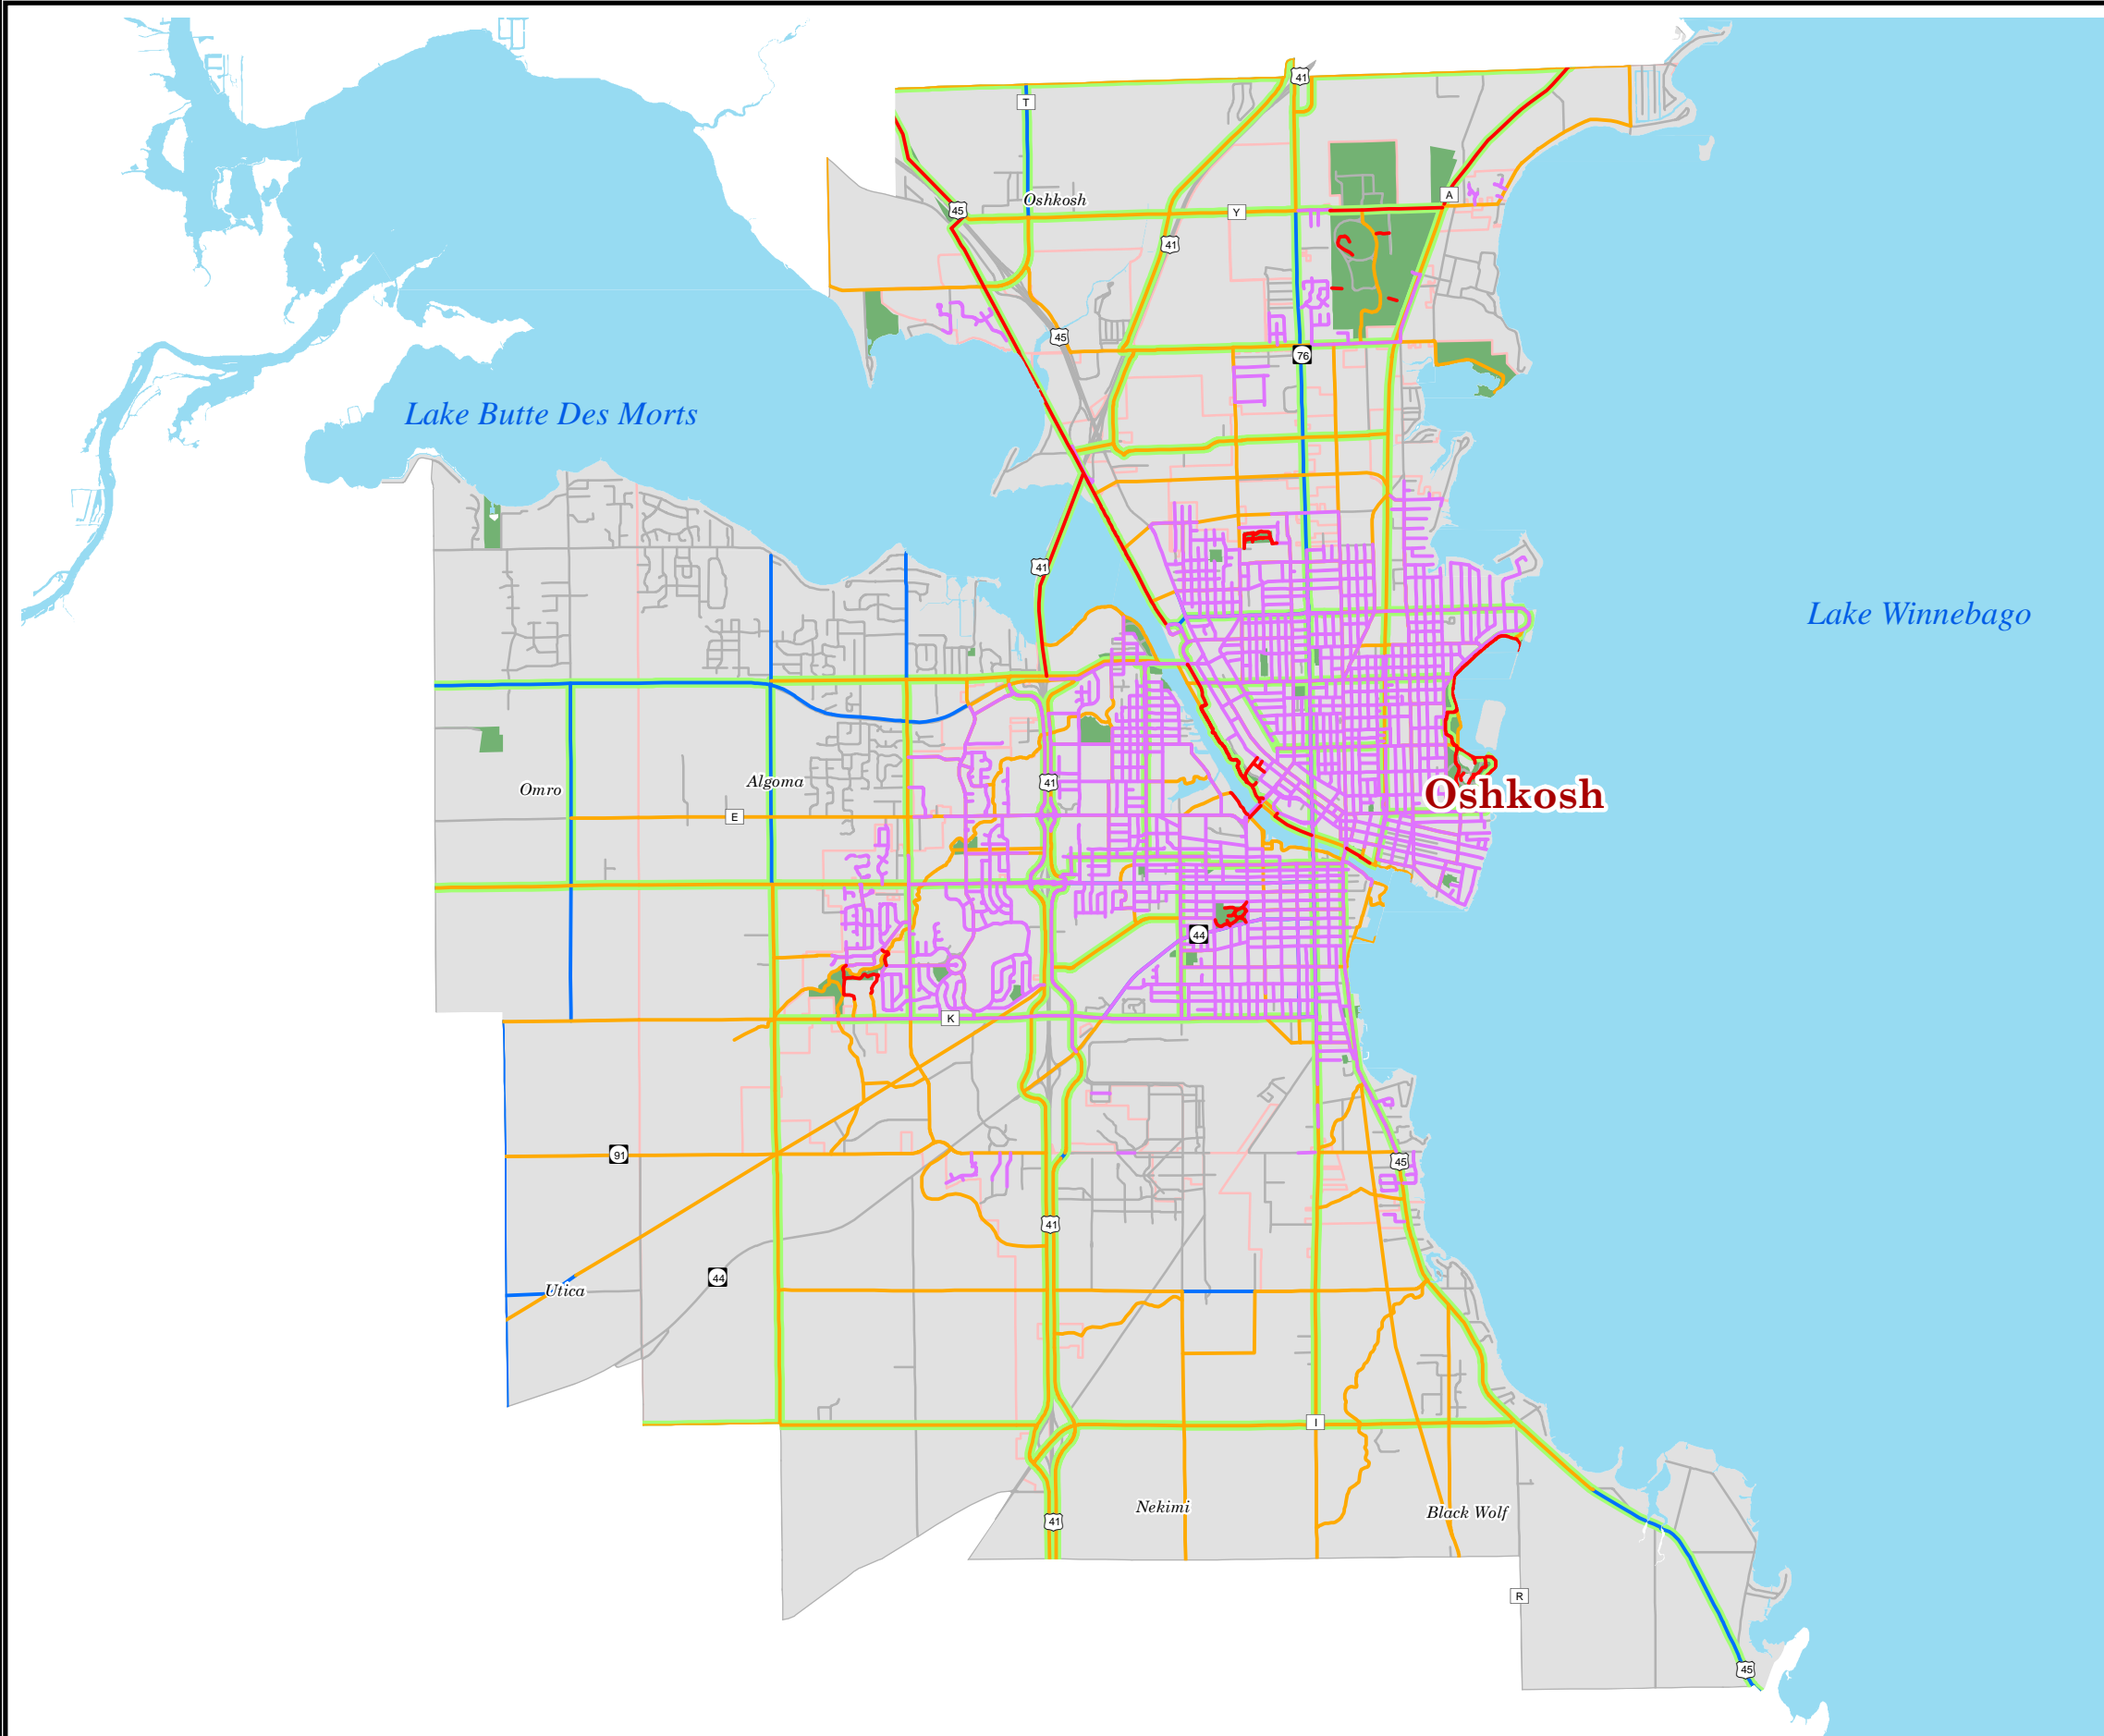 41
T
A
Oshkosh
45
Y
41
45
76
Lake Butte Des Morts
41
Lake Winnebago
Algoma
41
Omro
Oshkosh
E
44
K
91
45
41
44
Utica
I
Nekimi
Black Wolf
41
R
45